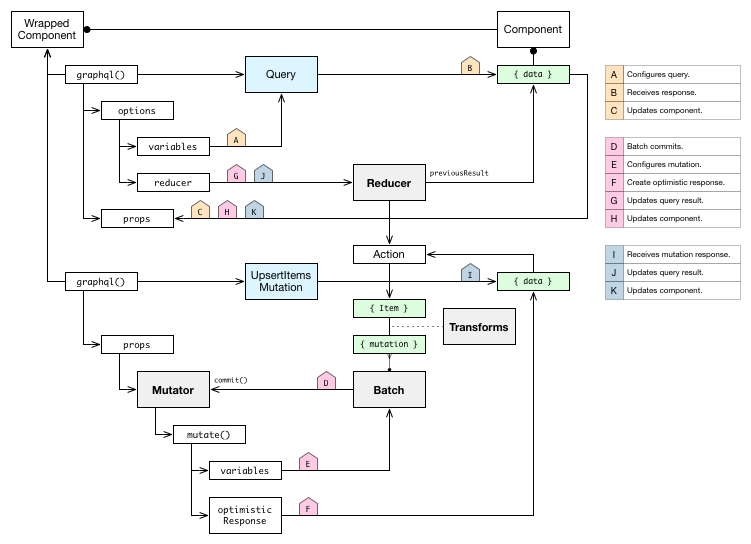 Wrapped
Component
Component
graphql()
Query
B
{ data }
options
variables
A
reducer
G
J
Reducer
previousResult
props
C
H
K
Action
graphql()
UpsertItems
Mutation
I
{ data }
{ Item }
Transforms
props
{ mutation }
Mutator
commit()
D
Batch
mutate()
variables
E
optimistic
Response
F
A Configures query.
B Receives response.
C Updates component.
D Batch commits.
E Configures mutation.
F Create optimistic response.
G Updates query result.
H Updates component.
I Receives mutation response.
J Updates query result.
K Updates component.